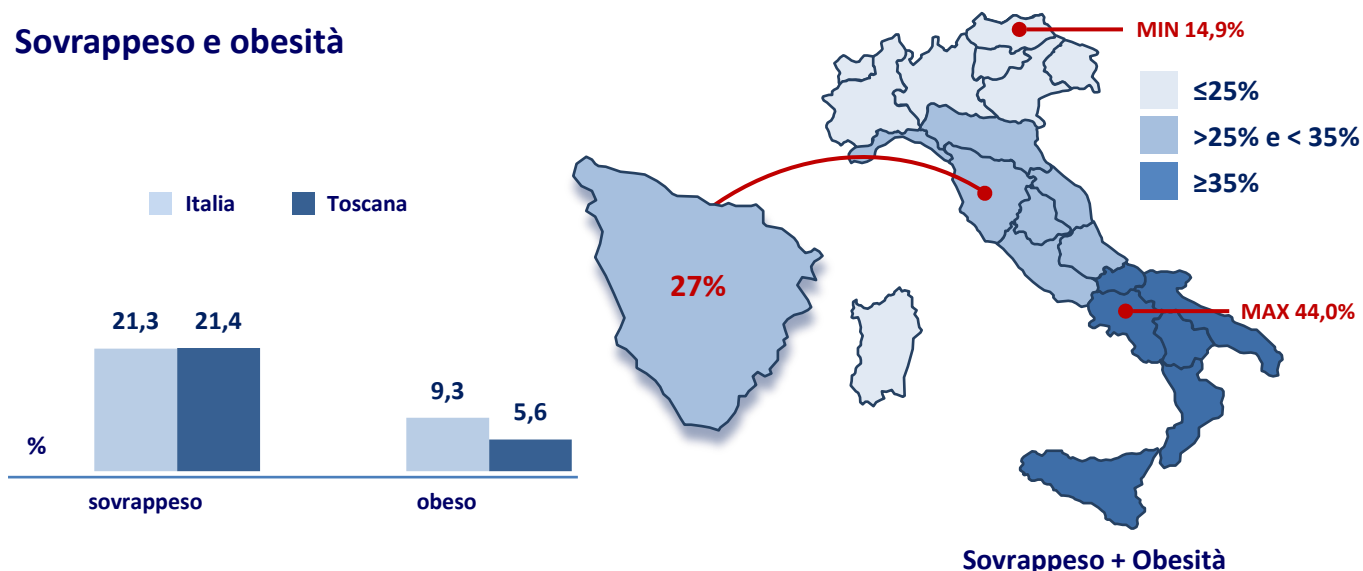 Sovrappeso e obesità
MIN 14,9%
≤25%
>25% e < 35%
≥35%
Italia
Toscana
27%
MAX 44,0%
21,3
21,4
9,3
5,6
%
sovrappeso
obeso
Sovrappeso + Obesità